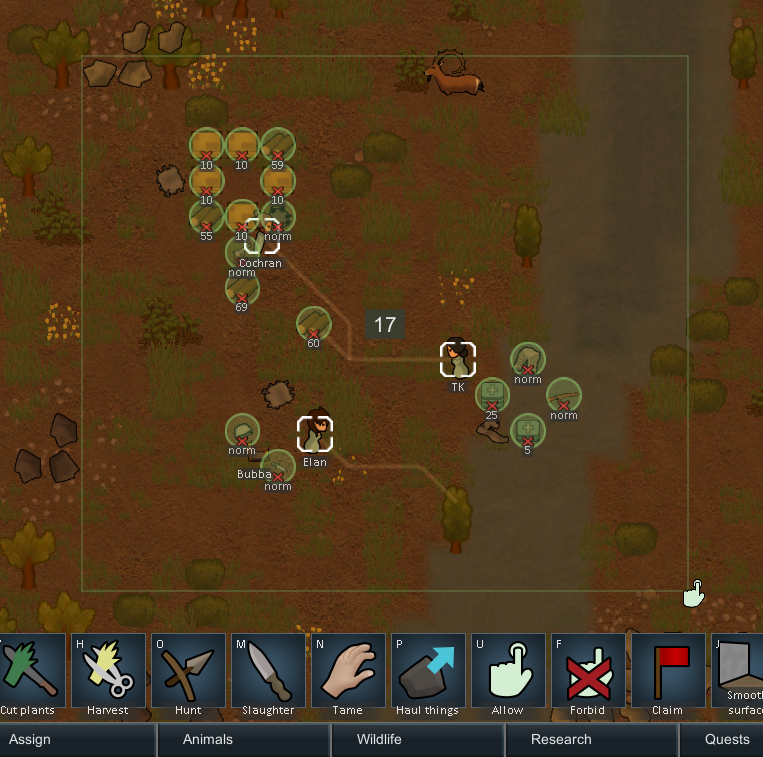 10 10 59
10 10
55 10 norm
Cochran
norm
69
17
60
TK
norm
25
norm
norm
5
Elan
Bubba
norm
H O M N P U F J
Cut plants Harvest Hunt Slaughter Tame Haul things Allow Forbid Claim Smooth
surface
Assign Animals Wildlife Research Quests